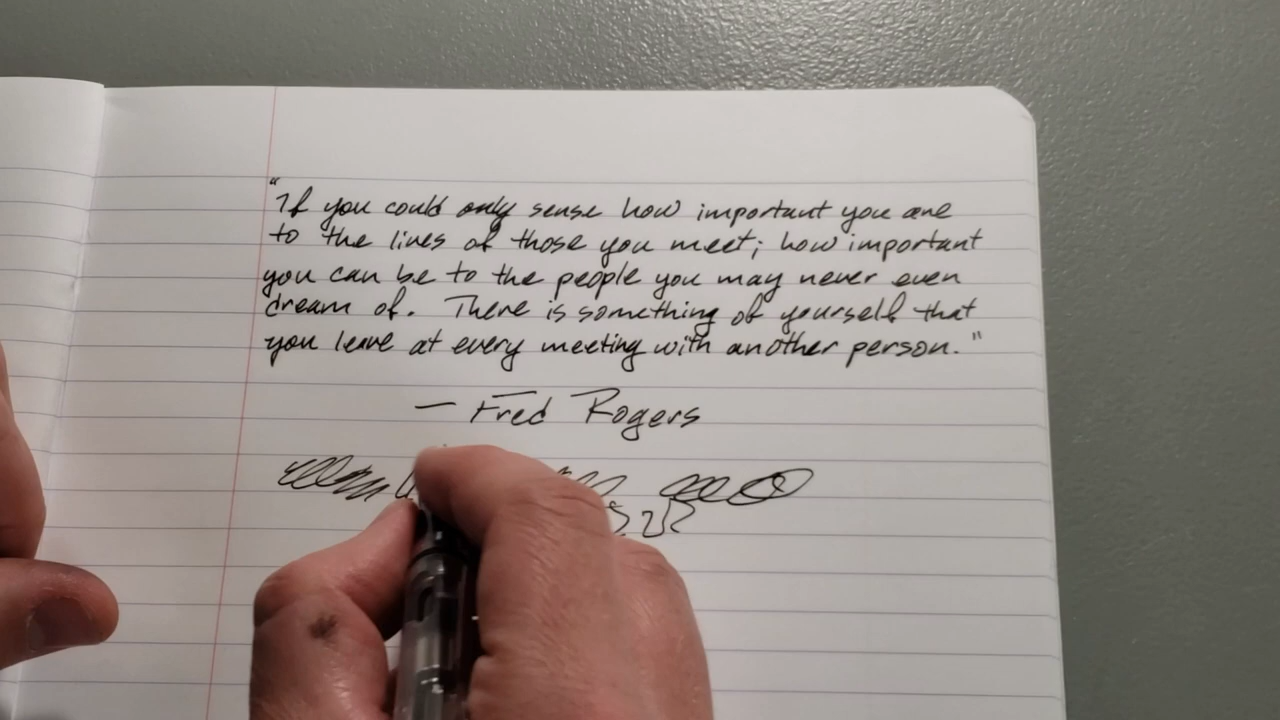 "If you could only sense how important you are
to the lives of those you meet; how important
you can be to the people you may never even
dream of. There is something of yourself that
you leave at every meeting with another person."
— Fred Rogers